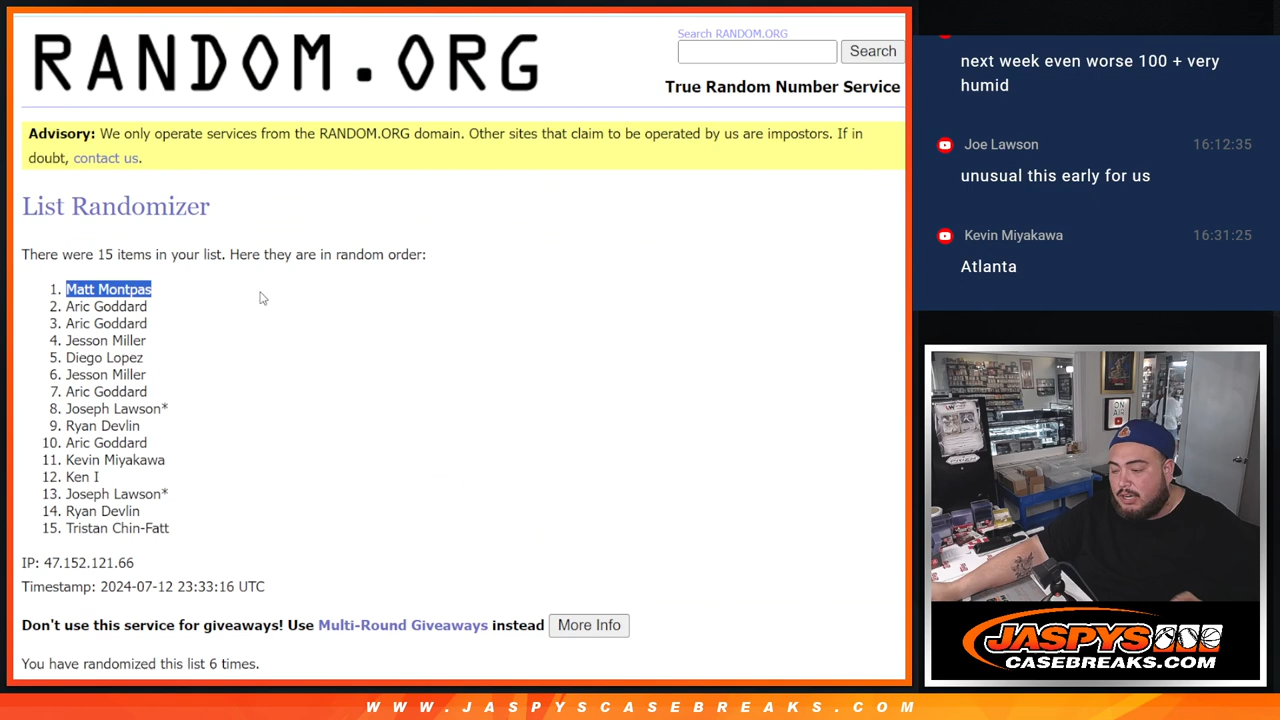 RANDOM.ORG
Search RANDOM.ORG
Search
True Random Number Service
Advisory: We only operate services from the RANDOM.ORG domain. Other sites that claim to be operated by us are impostors. If in
doubt, contact us.
List Randomizer
There were 15 items in your list. Here they are in random order:
1. Matt Montpas
2. Aric Goddard
3. Aric Goddard
4. Jesson Miller
5. Diego Lopez
6. Jesson Miller
7. Aric Goddard
8. Joseph Lawson*
9. Ryan Devlin
10. Aric Goddard
11. Kevin Miyakawa
12. Ken I
13. Joseph Lawson*
14. Ryan Devlin
15. Tristan Chin-Fatt
IP: 47.152.121.66
Timestamp: 2024-07-12 23:33:16 UTC
Don't use this service for giveaways! Use Multi-Round Giveaways instead More Info
You have randomized this list 6 times.
next week even worse 100 + very
humid
Joe Lawson 16:12:35
unusual this early for us
Kevin Miyakawa 16:31:25
Atlanta
ON
AIR
JASPYS
CASEBREAKS.COM
WWW.JASPYSCASEBREAKS.COM